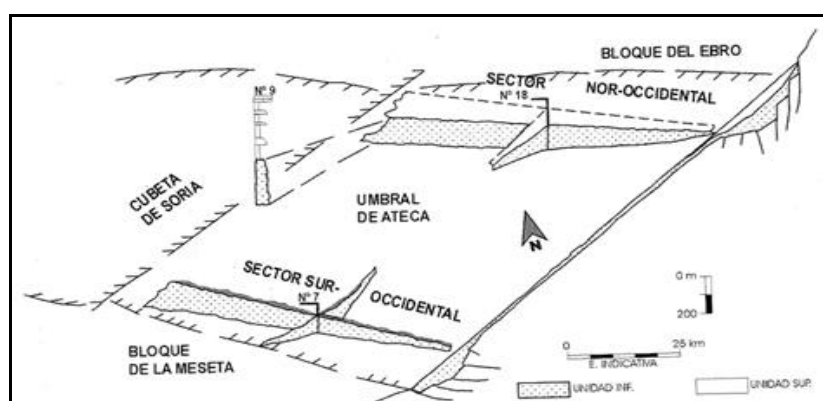 BLOQUE DEL EBRO
SECTOR
NOR-OCCIDENTAL
Nº 9
Nº 18
CUBETA
DE SORIA
UMBRAL
DE ATECA
N
SECTOR SUR-
OCCIDENTAL
Nº 7
BLOQUE
DE LA MESETA
0 m
200
0
25 km
E. INDICATIVA
UNIDAD INF.
UNIDAD SUP.